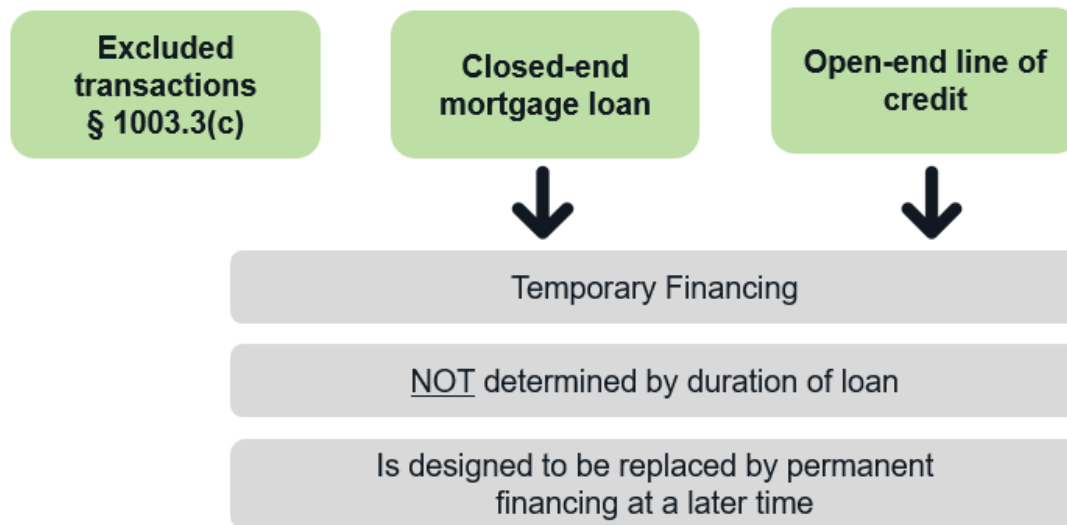 Excluded
transactions
§ 1003.3(c)
Closed-end
mortgage loan
Open-end line of
credit
Temporary Financing
NOT determined by duration of loan
Is designed to be replaced by permanent
financing at a later time